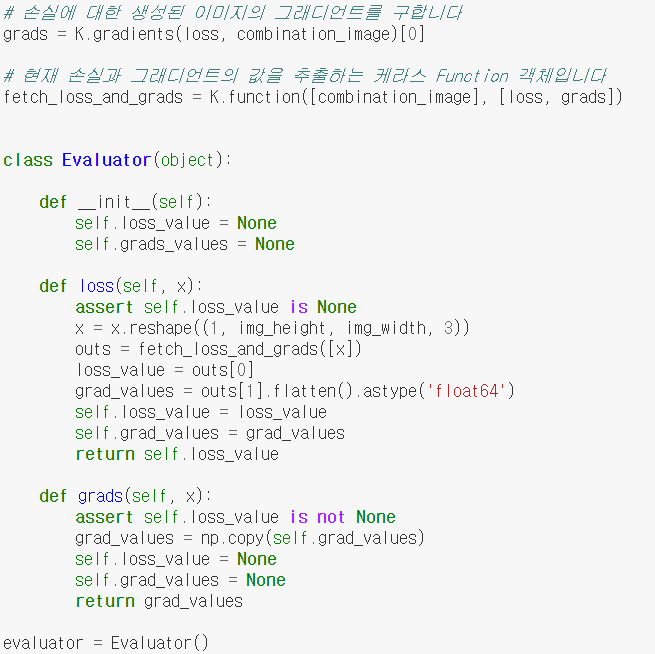 # 손실에 대한 생성된 이미지의 그래디언트를 구합니다
grads = K.gradients(loss, combination_image)[0]

# 현재 손실과 그래디언트의 값을 추출하는 케라스 Function 객체입니다
fetch_loss_and_grads = K.function([combination_image], [loss, grads])


class Evaluator(object):

    def __init__(self):
        self.loss_value = None
        self.grads_values = None

    def loss(self, x):
        assert self.loss_value is None
        x = x.reshape((1, img_height, img_width, 3))
        outs = fetch_loss_and_grads([x])
        loss_value = outs[0]
        grad_values = outs[1].flatten().astype('float64')
        self.loss_value = loss_value
        self.grad_values = grad_values
        return self.loss_value

    def grads(self, x):
        assert self.loss_value is not None
        grad_values = np.copy(self.grad_values)
        self.loss_value = None
        self.grad_values = None
        return grad_values

evaluator = Evaluator()